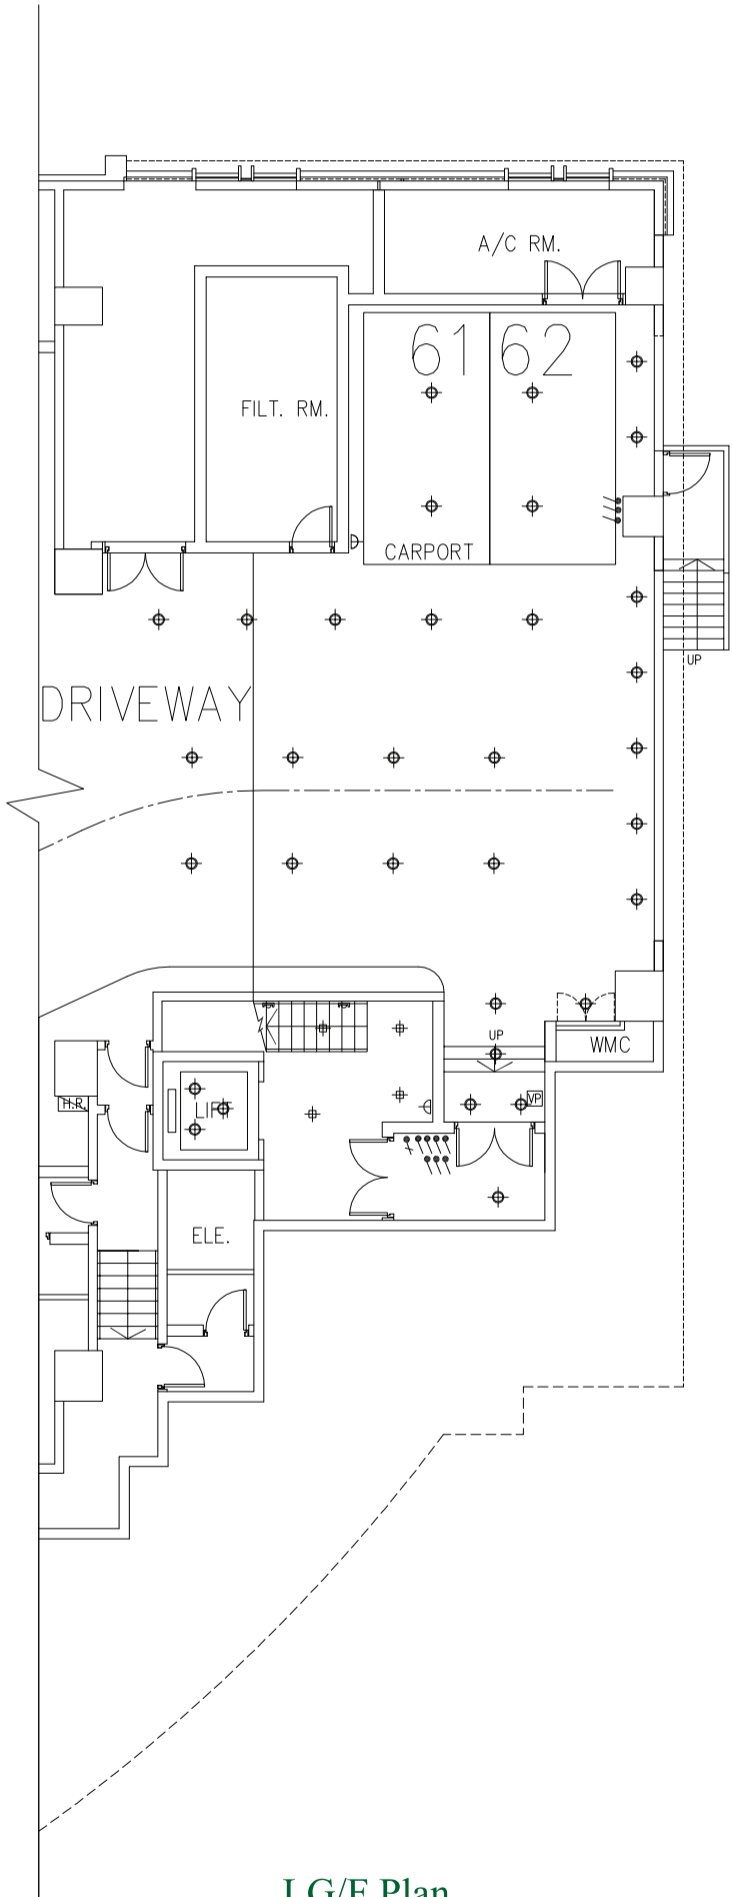 A/C RM.
61 62
FILT. RM.
CARPORT
UP
DRIVEWAY
UP
WMC
H.R.
LIFT
VP
ELE.
LG/F Plan